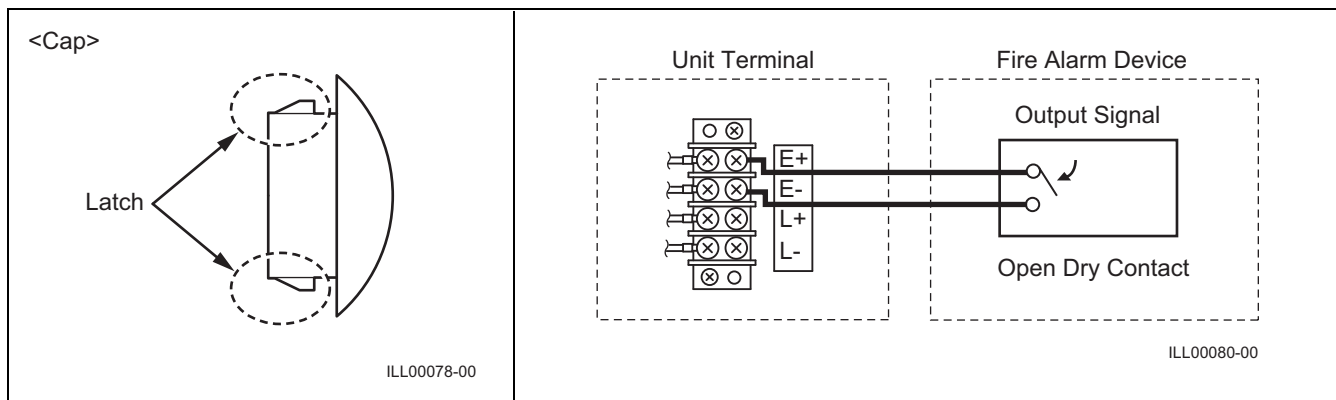 <Cap>
Latch
ILL00078-00
Unit Terminal
Fire Alarm Device
Output Signal
E+
E-
L+
L-
Open Dry Contact
ILL00080-00